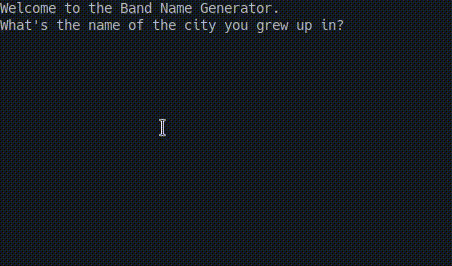 Welcome to the Band Name Generator.
What's the name of the city you grew up in?